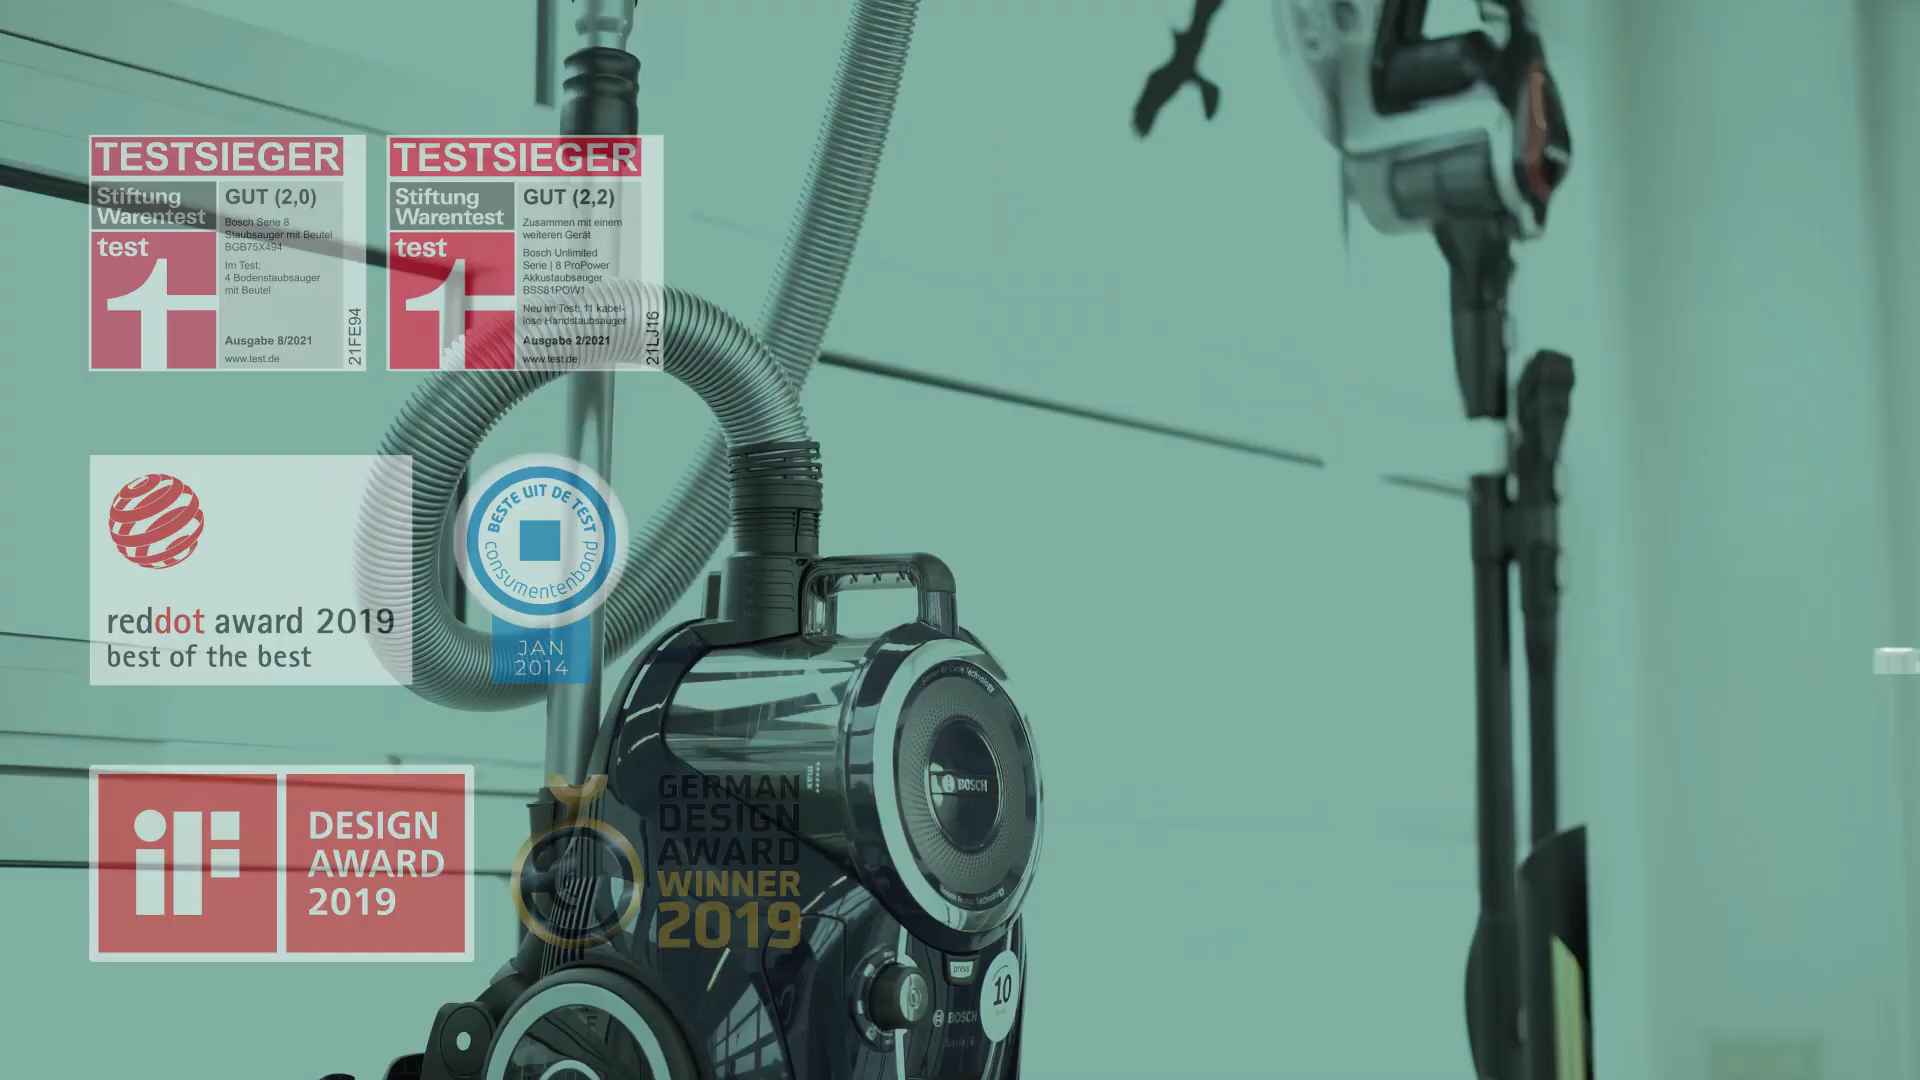 TESTSIEGER
Stiftung
Warentest
test
GUT (2,0)
Bosch Serie 8
Staubsauger mit Beutel
BGB75X494
Im Test:
4 Bodenstaubsauger
mit Beutel
Ausgabe 8/2021
www.test.de
21FE94
TESTSIEGER
Stiftung
Warentest
test
GUT (2,2)
Zusammen mit einem
weiteren Gerät
Bosch Unlimited
Serie | 8 ProPower
Akkustaubsauger
BSS81POW1
Neu im Test: 11 kabel-
lose Handstaubsauger
Ausgabe 2/2021
www.test.de
21LJ16
reddot award 2019
best of the best
BESTE UIT DE TEST
consumentenbond
JAN
2014
iF
DESIGN
AWARD
2019
GERMAN
DESIGN
AWARD
WINNER
2019
max
BOSCH
press
10
BOSCH
Serie | 6